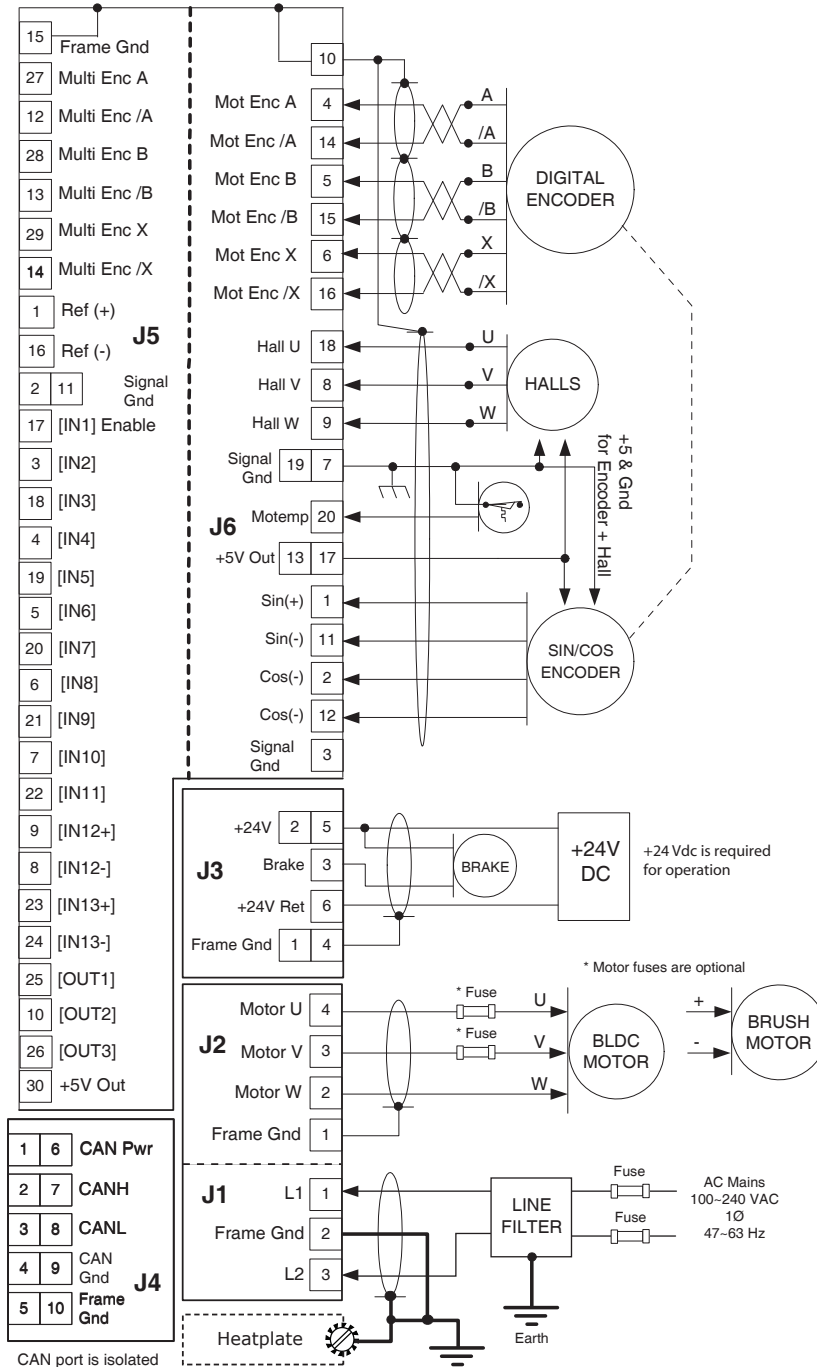 15 Frame Gnd
27 Multi Enc A
12 Multi Enc /A
28 Multi Enc B
13 Multi Enc /B
29 Multi Enc X
14 Multi Enc /X
1 Ref (+)
J5
16 Ref (-)
2 11 Signal Gnd
17 [IN1] Enable
3 [IN2]
18 [IN3]
4 [IN4]
19 [IN5]
5 [IN6]
20 [IN7]
6 [IN8]
21 [IN9]
7 [IN10]
22 [IN11]
9 [IN12+]
8 [IN12-]
23 [IN13+]
24 [IN13-]
25 [OUT1]
10 [OUT2]
26 [OUT3]
30 +5V Out
10
Mot Enc A 4 A
Mot Enc /A 14 /A
Mot Enc B 5 B
Mot Enc /B 15 /B
Mot Enc X 6 X
Mot Enc /X 16 /X
DIGITAL
ENCODER
Hall U 18 U
Hall V 8 V
Hall W 9 W
HALLS
Signal
Gnd 19 7
+5 & Gnd
for Encoder + Hall
J6
Motemp 20
+5V Out 13 17
Sin(+) 1
Sin(-) 11
Cos(-) 2
Cos(-) 12
Signal
Gnd 3
SIN/COS
ENCODER
J3
+24V 2 5
Brake 3
+24V Ret 6
Frame Gnd 1 4
BRAKE
+24V
DC
+24 Vdc is required
for operation
* Motor fuses are optional
J2
Motor U 4 * Fuse U
Motor V 3 * Fuse V
Motor W 2 W
Frame Gnd 1
BLDC
MOTOR
+
-
BRUSH
MOTOR
J1
L1 1
Frame Gnd 2
L2 3
LINE
FILTER
Fuse
Fuse
AC Mains
100~240 VAC
1Ø
47~63 Hz
Earth
Heatplate
1 6 CAN Pwr
2 7 CANH
3 8 CANL
4 9 CAN Gnd
J4
5 10 Frame Gnd
CAN port is isolated